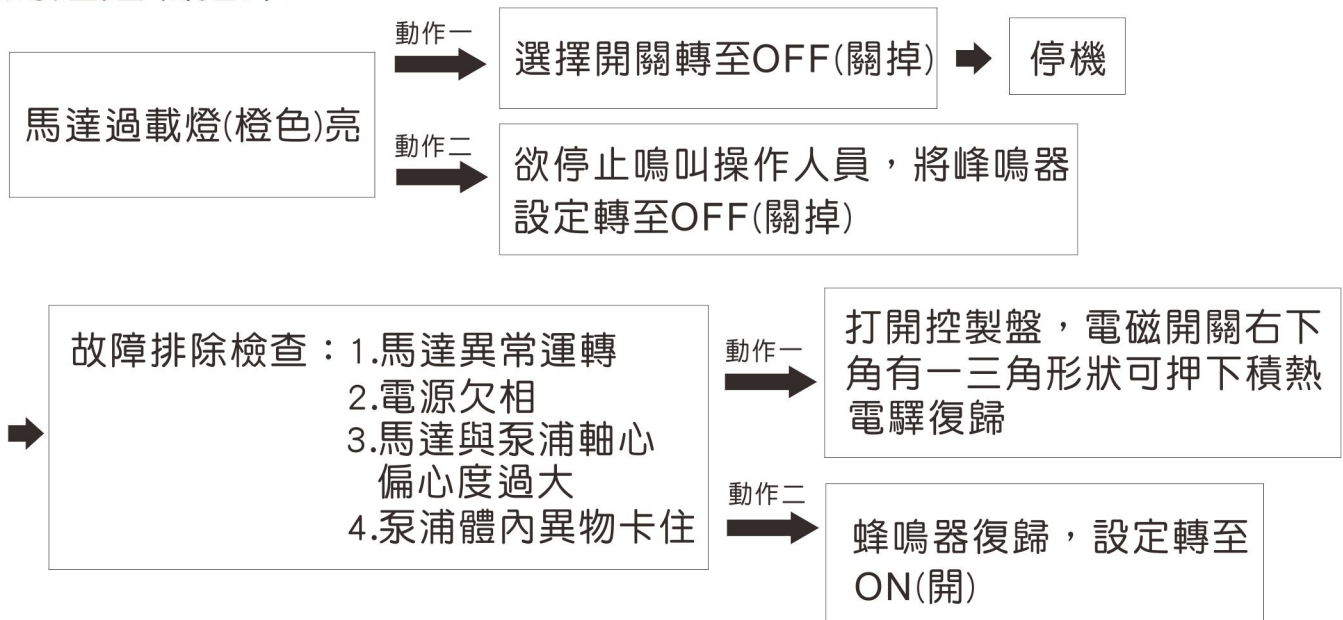 動作一
選擇開關轉至OFF(關掉)
停機
馬達過載燈(橙色)亮
動作二
欲停止鳴叫操作人員，將峰鳴器
設定轉至OFF(關掉)
故障排除檢查：1.馬達異常運轉
2.電源欠相
3.馬達與泵浦軸心
偏心度過大
4.泵浦體內異物卡住
動作一
打開控製盤，電磁開關右下
角有一三角形狀可押下積熱
電驛復歸
動作二
蜂鳴器復歸，設定轉至
ON(開)